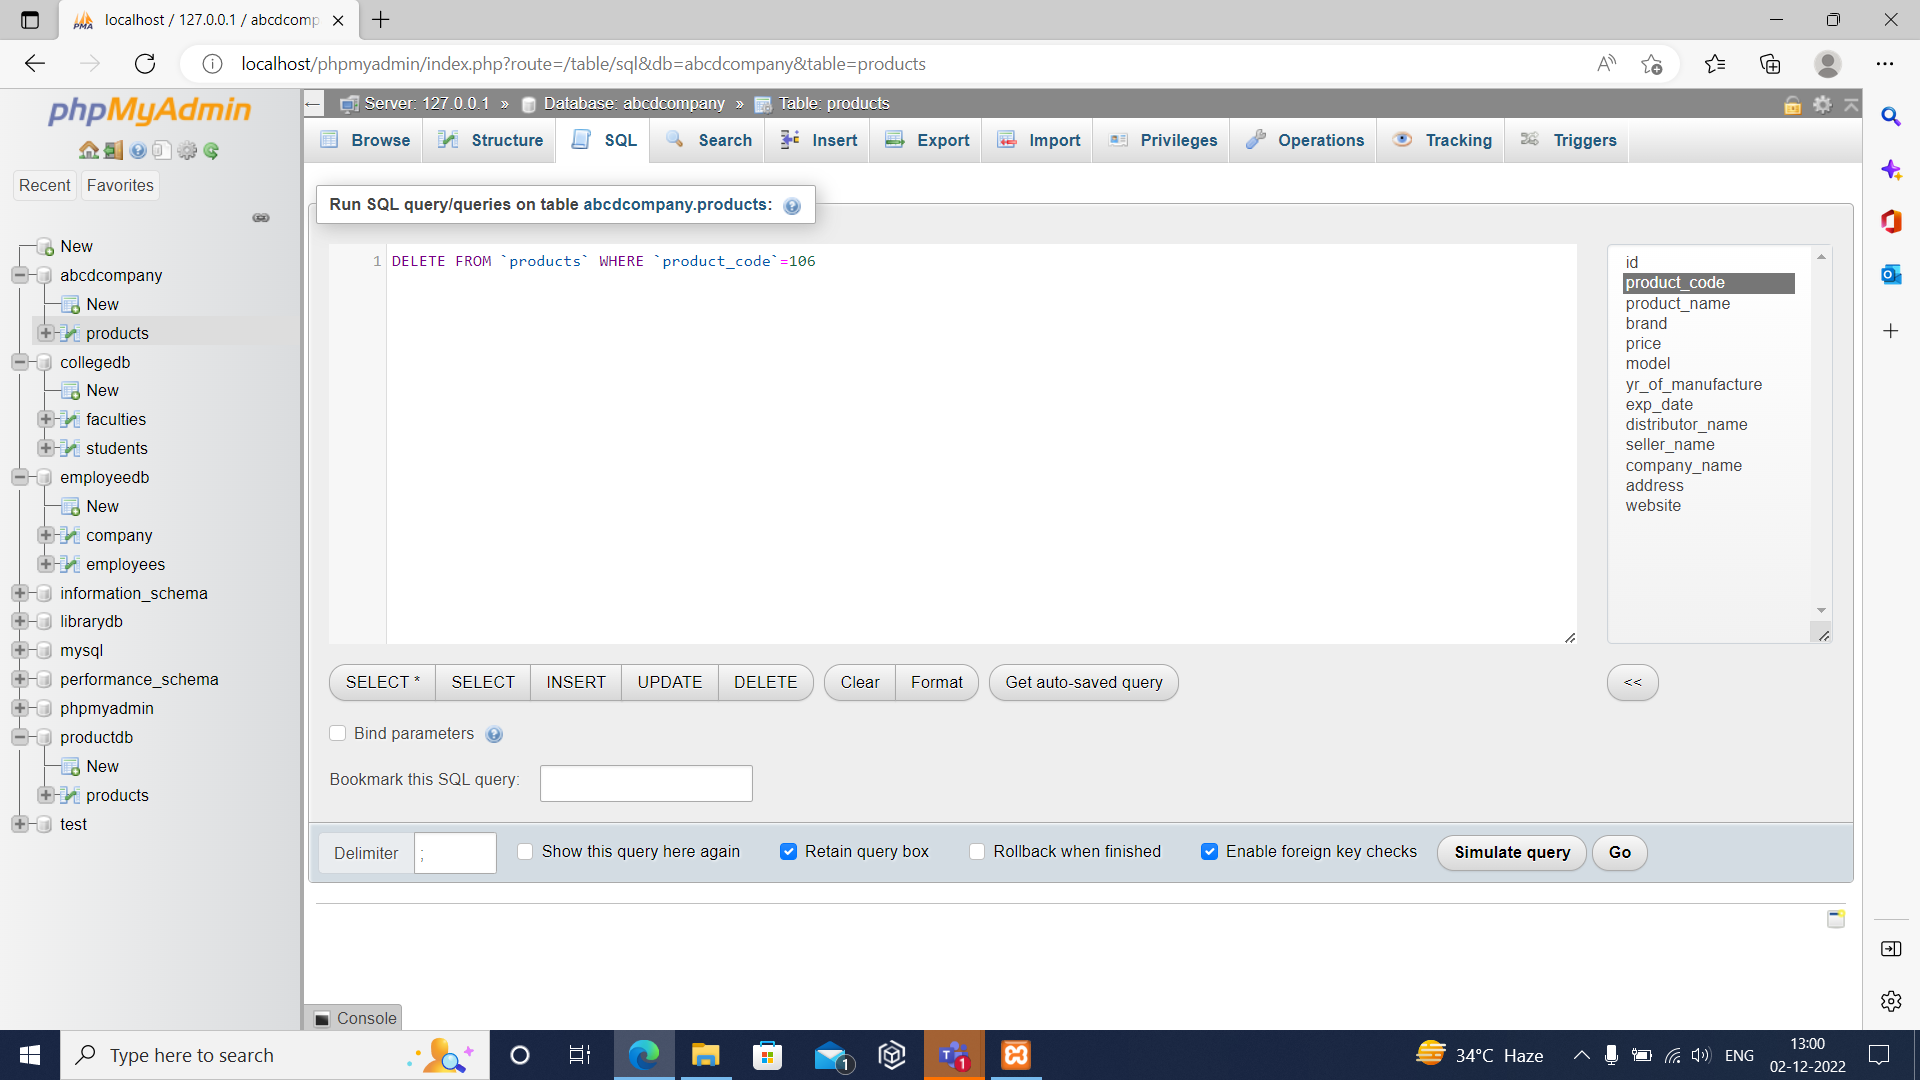 localhost / 127.0.0.1 / abcdcomp
localhost/phpmyadmin/index.php?route=/table/sql&db=abcdcompany&table=products
phpMyAdmin
Server: 127.0.0.1 » Database: abcdcompany » Table: products
Browse Structure SQL Search Insert Export Import Privileges Operations Tracking Triggers
Recent Favorites
Run SQL query/queries on table abcdcompany.products:
New
abcdcompany
New
products
collegedb
New
faculties
students
employeedb
New
company
employees
information_schema
librarydb
mysql
performance_schema
phpmyadmin
productdb
New
products
test
1 DELETE FROM `products` WHERE `product_code`=106
id
product_code
product_name
brand
price
model
yr_of_manufacture
exp_date
distributor_name
seller_name
company_name
address
website
SELECT * SELECT INSERT UPDATE DELETE Clear Format Get auto-saved query <<
Bind parameters
Bookmark this SQL query:
Delimiter ; Show this query here again Retain query box Rollback when finished Enable foreign key checks Simulate query Go
Console
Type here to search
1
1
34°C Haze
ENG
13:00
02-12-2022